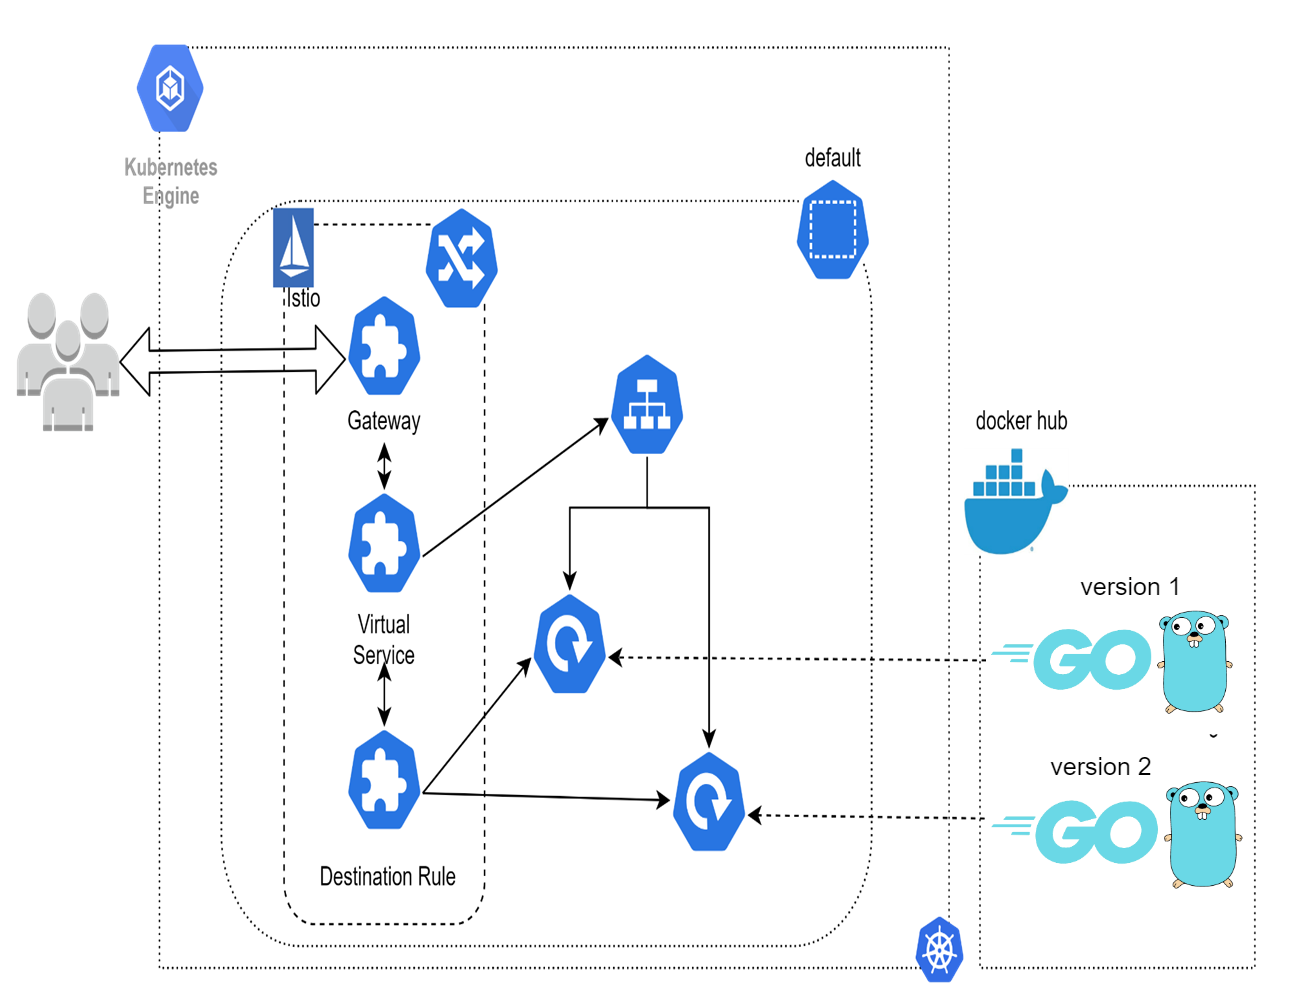 Kubernetes
Engine
default
Istio
Gateway
docker hub
version 1
GO
Virtual
Service
version 2
GO
Destination Rule